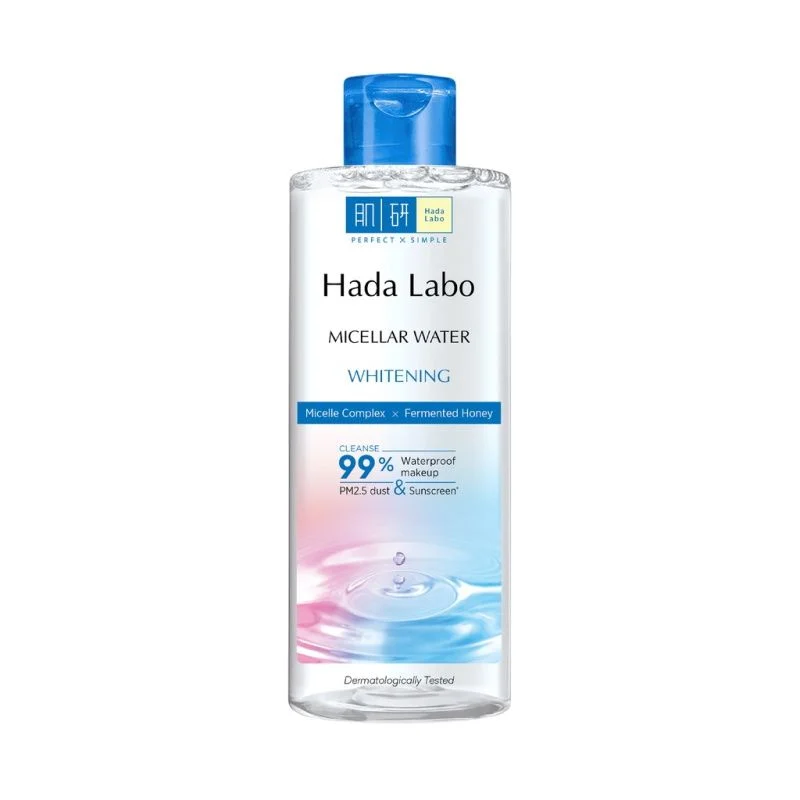 肌研 Hada Labo
PERFECT × SIMPLE
Hada Labo
MICELLAR WATER
WHITENING
Micelle Complex × Fermented Honey
CLEANSE
99% Waterproof makeup
PM2.5 dust & Sunscreen*
Dermatologically Tested